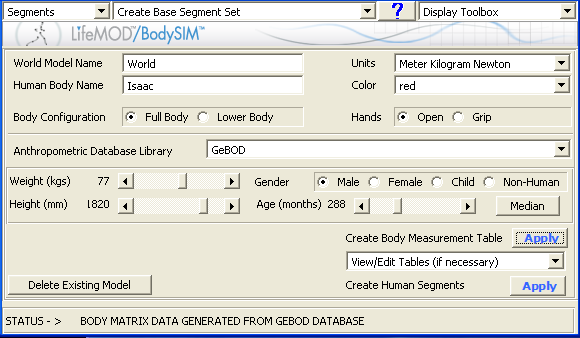 Segments Create Base Segment Set ? Display Toolbox
LifeMOD™/BodySIM™
World Model Name World Units Meter Kilogram Newton
Human Body Name Isaac Color red
Body Configuration Full Body Lower Body Hands Open Grip
Anthropometric Database Library GeBOD
Weight (kgs) 77 Gender Male Female Child Non-Human
Height (mm) 1820 Age (months) 288 Median
Create Body Measurement Table Apply
View/Edit Tables (if necessary)
Delete Existing Model Create Human Segments Apply
STATUS - > BODY MATRIX DATA GENERATED FROM GEBOD DATABASE